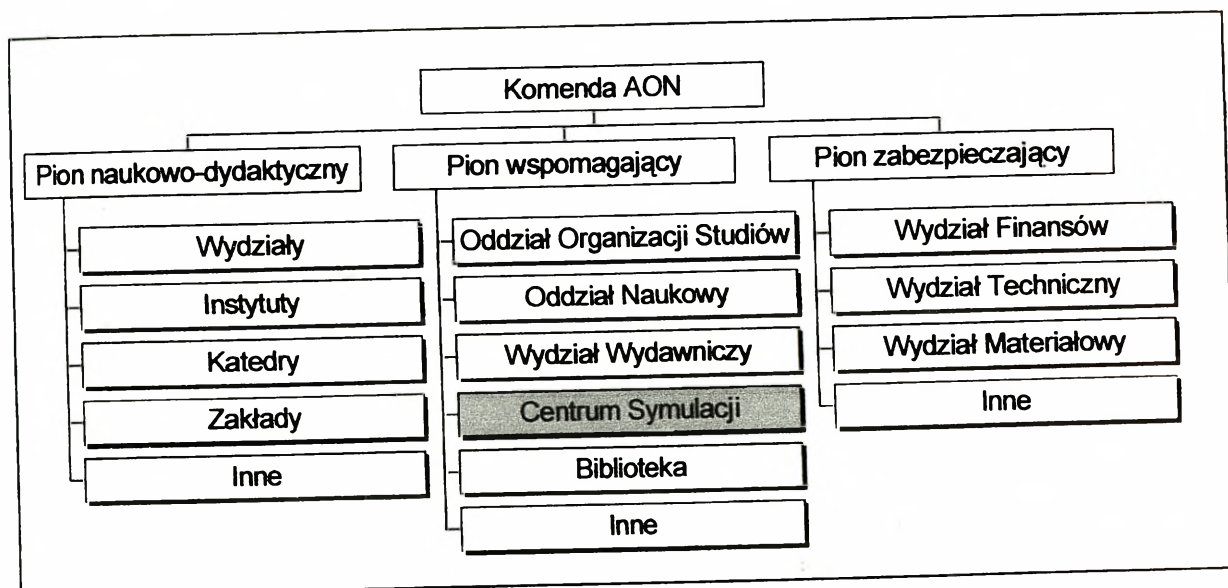 Komenda AON
Pion naukowo-dydaktyczny
Wydziały
Instytuty
Katedry
Zakłady
Inne
Pion wspomagający
Oddział Organizacji Studiów
Oddział Naukowy
Wydział Wydawniczy
Centrum Symulacji
Biblioteka
Inne
Pion zabezpieczający
Wydział Finansów
Wydział Techniczny
Wydział Materiałowy
Inne